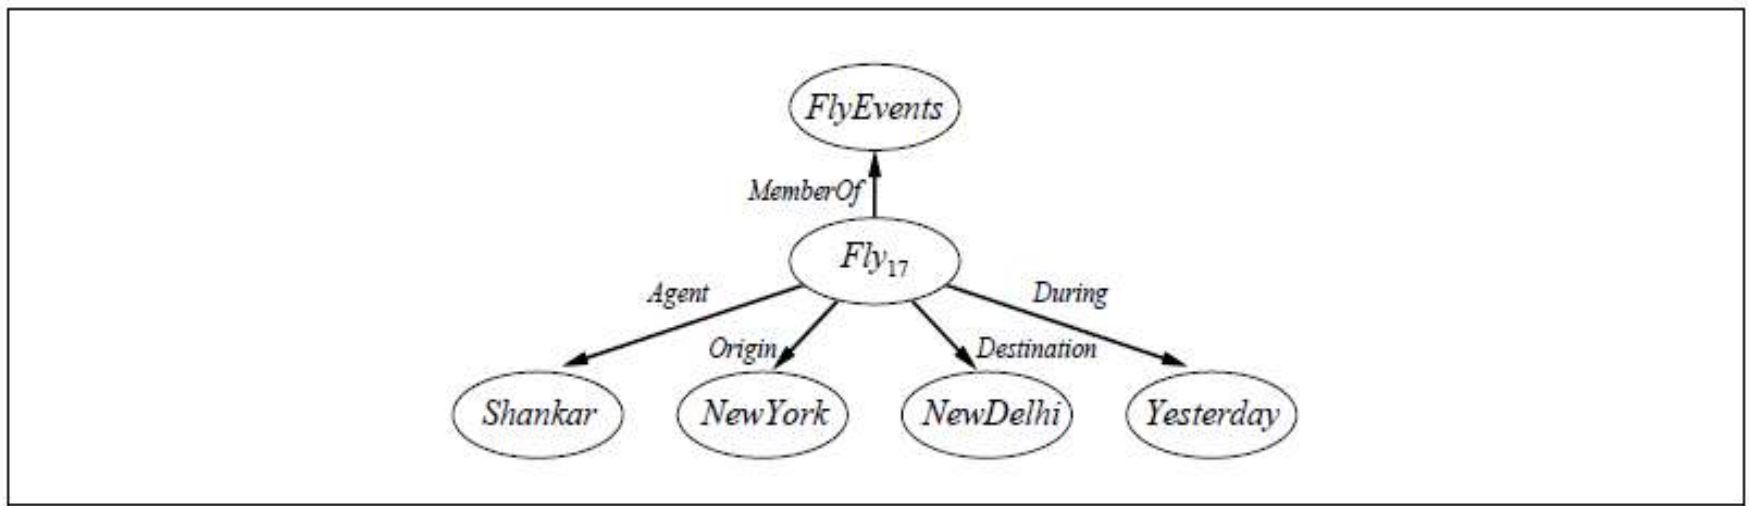 FlyEvents
MemberOf
Fly17
Agent
During
Origin
Destination
Shankar
NewYork
NewDelhi
Yesterday